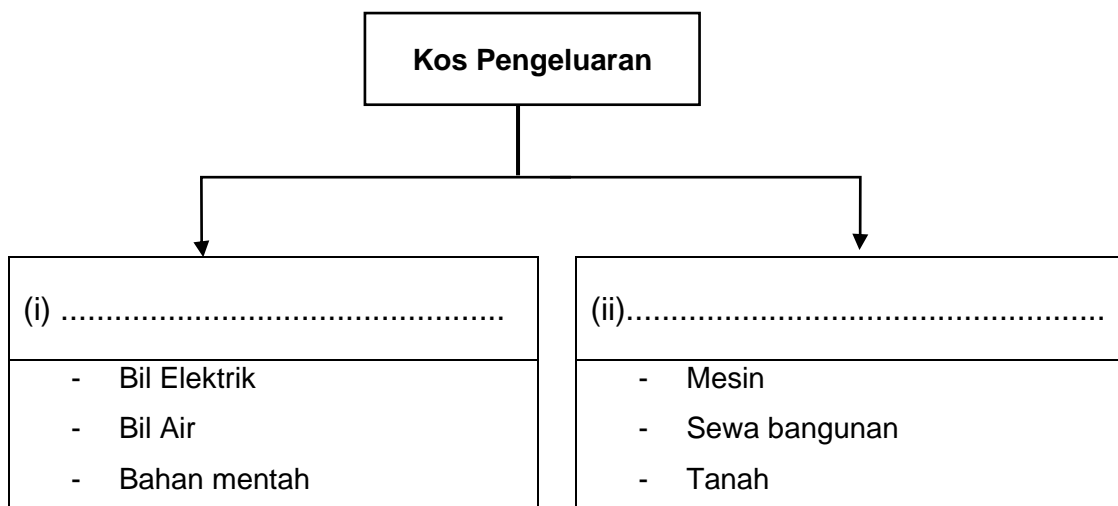 Kos Pengeluaran
(i) ..................................................
(ii)......................................................
- Bil Elektrik
- Bil Air
- Bahan mentah
- Mesin
- Sewa bangunan
- Tanah